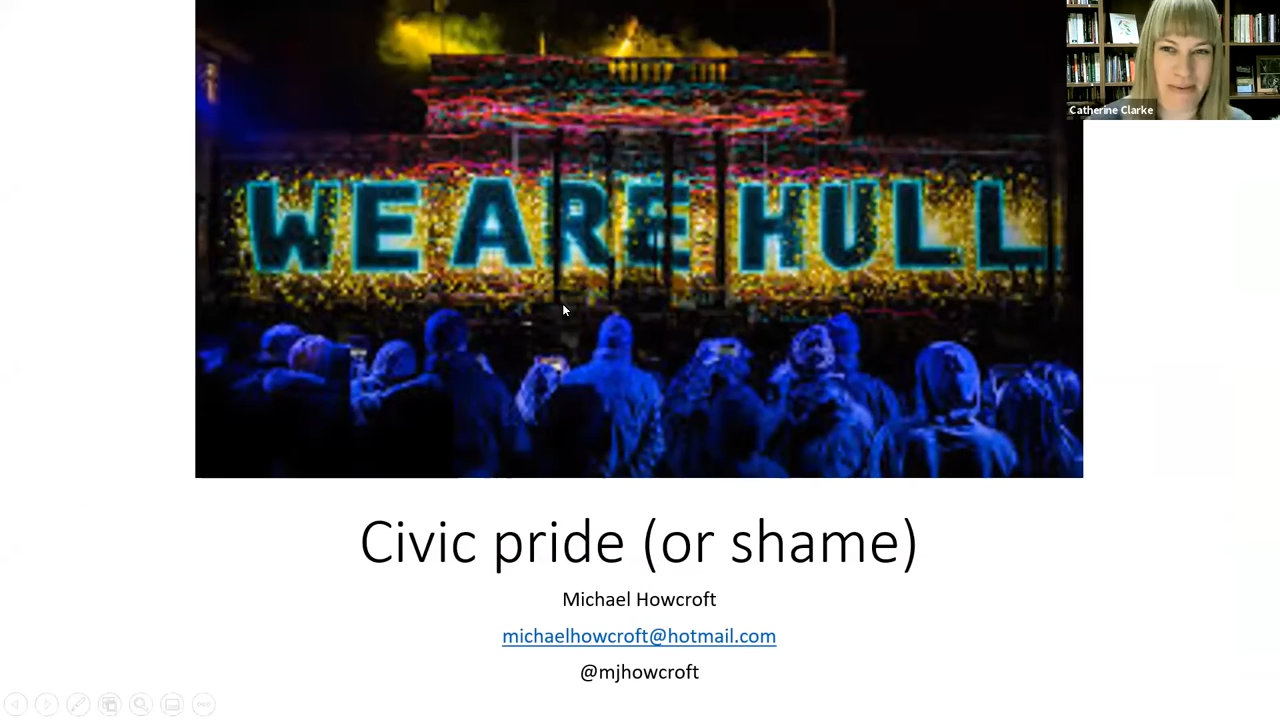 Catherine Clarke
WE ARE HULL
Civic pride (or shame)
Michael Howcroft
michaelhowcroft@hotmail.com
@mjhowcroft